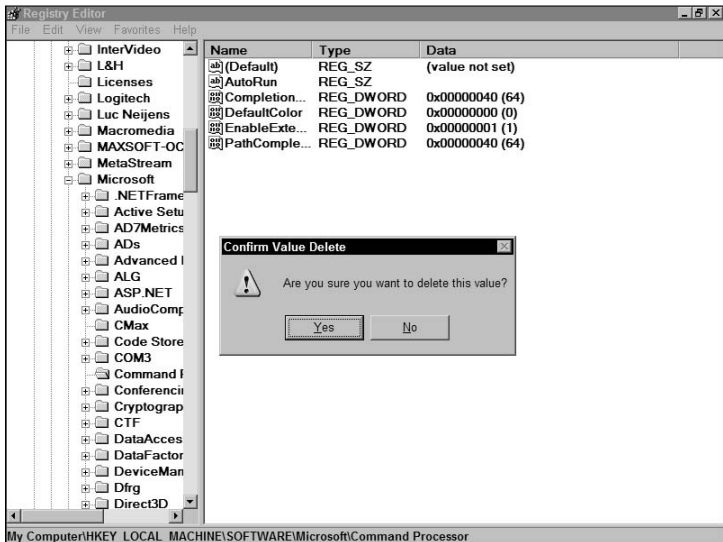 Registry Editor
File Edit View Favorites Help
InterVideo
L&H
Licenses
Logitech
Luc Neijens
Macromedia
MAXSOFT-OC
MetaStream
Microsoft
.NETFrame
Active Setu
AD7Metrics
ADs
Advanced I
ALG
ASP.NET
AudioComp
CMax
Code Store
COM3
Command F
Conferencin
Cryptograp
CTF
DataAcces
DataFactor
DeviceMan
Dfrg
Direct3D
Name Type Data
(Default) REG_SZ (value not set)
AutoRun REG_SZ
Completion... REG_DWORD 0x00000040 (64)
DefaultColor REG_DWORD 0x00000000 (0)
EnableExte... REG_DWORD 0x00000001 (1)
PathComple... REG_DWORD 0x00000040 (64)
Confirm Value Delete
Are you sure you want to delete this value?
Yes No
My Computer\HKEY_LOCAL_MACHINE\SOFTWARE\Microsoft\Command Processor